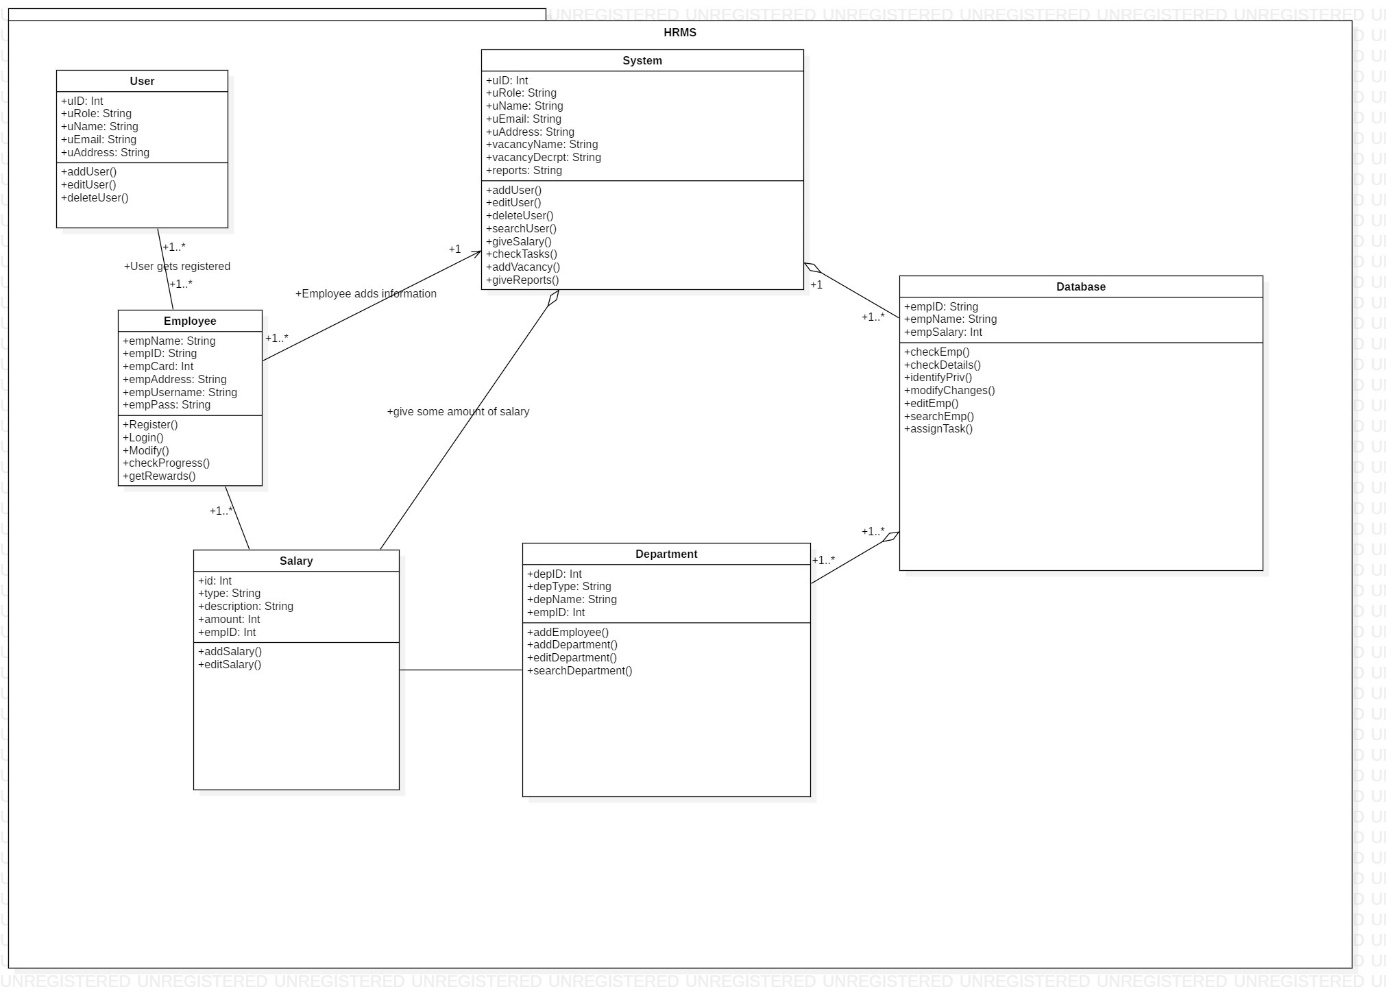 HRMS
User
+uID: Int
+uRole: String
+uName: String
+uEmail: String
+uAddress: String
+addUser()
+editUser()
+deleteUser()
+1..*
+User gets registered
+1..*
Employee
+empName: String
+empID: String
+empCard: Int
+empAddress: String
+empUsername: String
+empPass: String
+Register()
+Login()
+Modify()
+checkProgress()
+getRewards()
+1..*
+Employee adds information
+1
System
+uID: Int
+uRole: String
+uName: String
+uEmail: String
+uAddress: String
+vacancyName: String
+vacancyDecrpt: String
+reports: String
+addUser()
+editUser()
+deleteUser()
+searchUser()
+giveSalary()
+checkTasks()
+addVacancy()
+giveReports()
+1
+1..*
Database
+empID: String
+empName: String
+empSalary: Int
+checkEmp()
+checkDetails()
+identifyPriv()
+modifyChanges()
+editEmp()
+searchEmp()
+assignTask()
+give some amount of salary
+1..*
Salary
+id: Int
+type: String
+description: String
+amount: Int
+empID: Int
+addSalary()
+editSalary()
+1..*
+1..*
Department
+depID: Int
+depType: String
+depName: String
+empID: Int
+addEmployee()
+addDepartment()
+editDepartment()
+searchDepartment()
UNREGISTERED UNREGISTERED UNREGISTERED UNREGISTERED UNREGISTERED UNREGISTERED UNREGISTERED UNREGISTERED UNREGISTERED UNREGISTERED